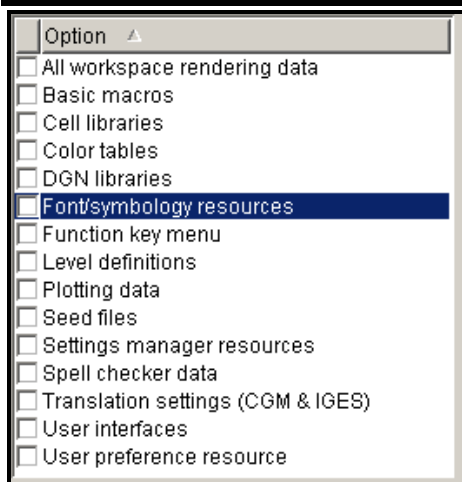 Option
All workspace rendering data
Basic macros
Cell libraries
Color tables
DGN libraries
Font/symbology resources
Function key menu
Level definitions
Plotting data
Seed files
Settings manager resources
Spell checker data
Translation settings (CGM & IGES)
User interfaces
User preference resource